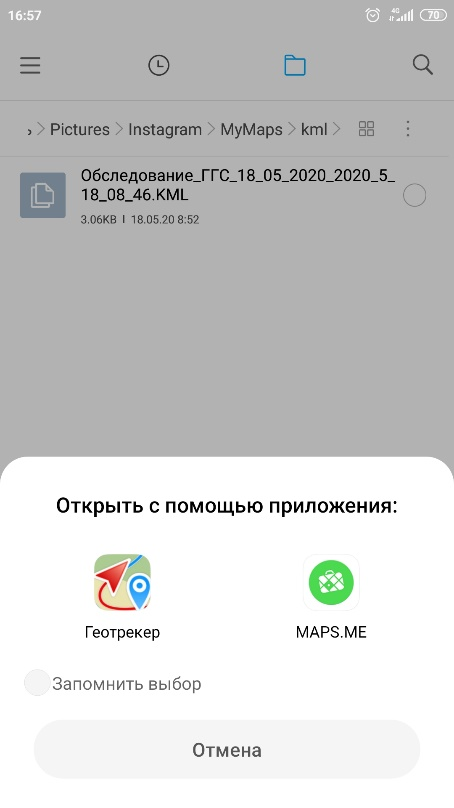 16:57
4G
70
Pictures
Instagram
MyMaps
kml
Обследование_ГГС_18_05_2020_2020_5_
18_08_46.KML
3.06KB
18.05.20 8:52
Открыть с помощью приложения:
Геотрекер
MAPS.ME
Запомнить выбор
Отмена